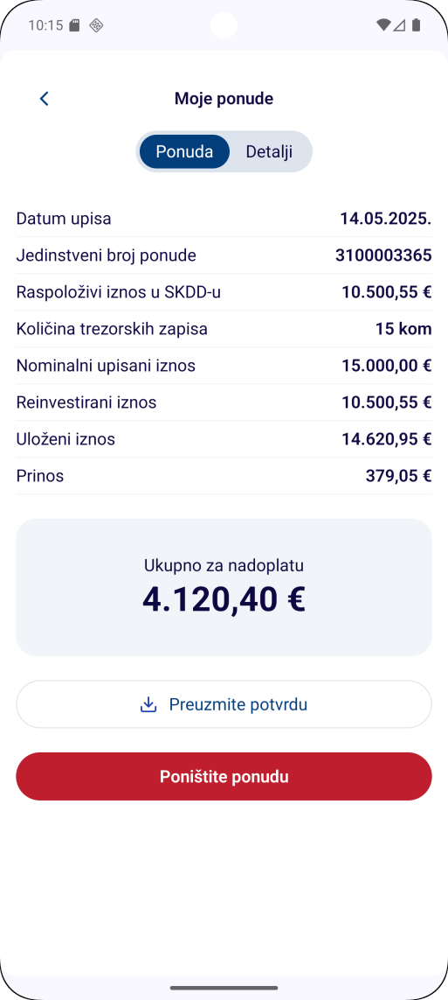 10:15
Moje ponude
Ponuda Detalji
Datum upisa 14.05.2025.
Jedinstveni broj ponude 3100003365
Raspoloživi iznos u SKDD-u 10.500,55 €
Količina trezorskih zapisa 15 kom
Nominalni upisani iznos 15.000,00 €
Reinvestirani iznos 10.500,55 €
Uloženi iznos 14.620,95 €
Prinos 379,05 €
Ukupno za nadoplatu
4.120,40 €
Preuzmite potvrdu
Poništite ponudu